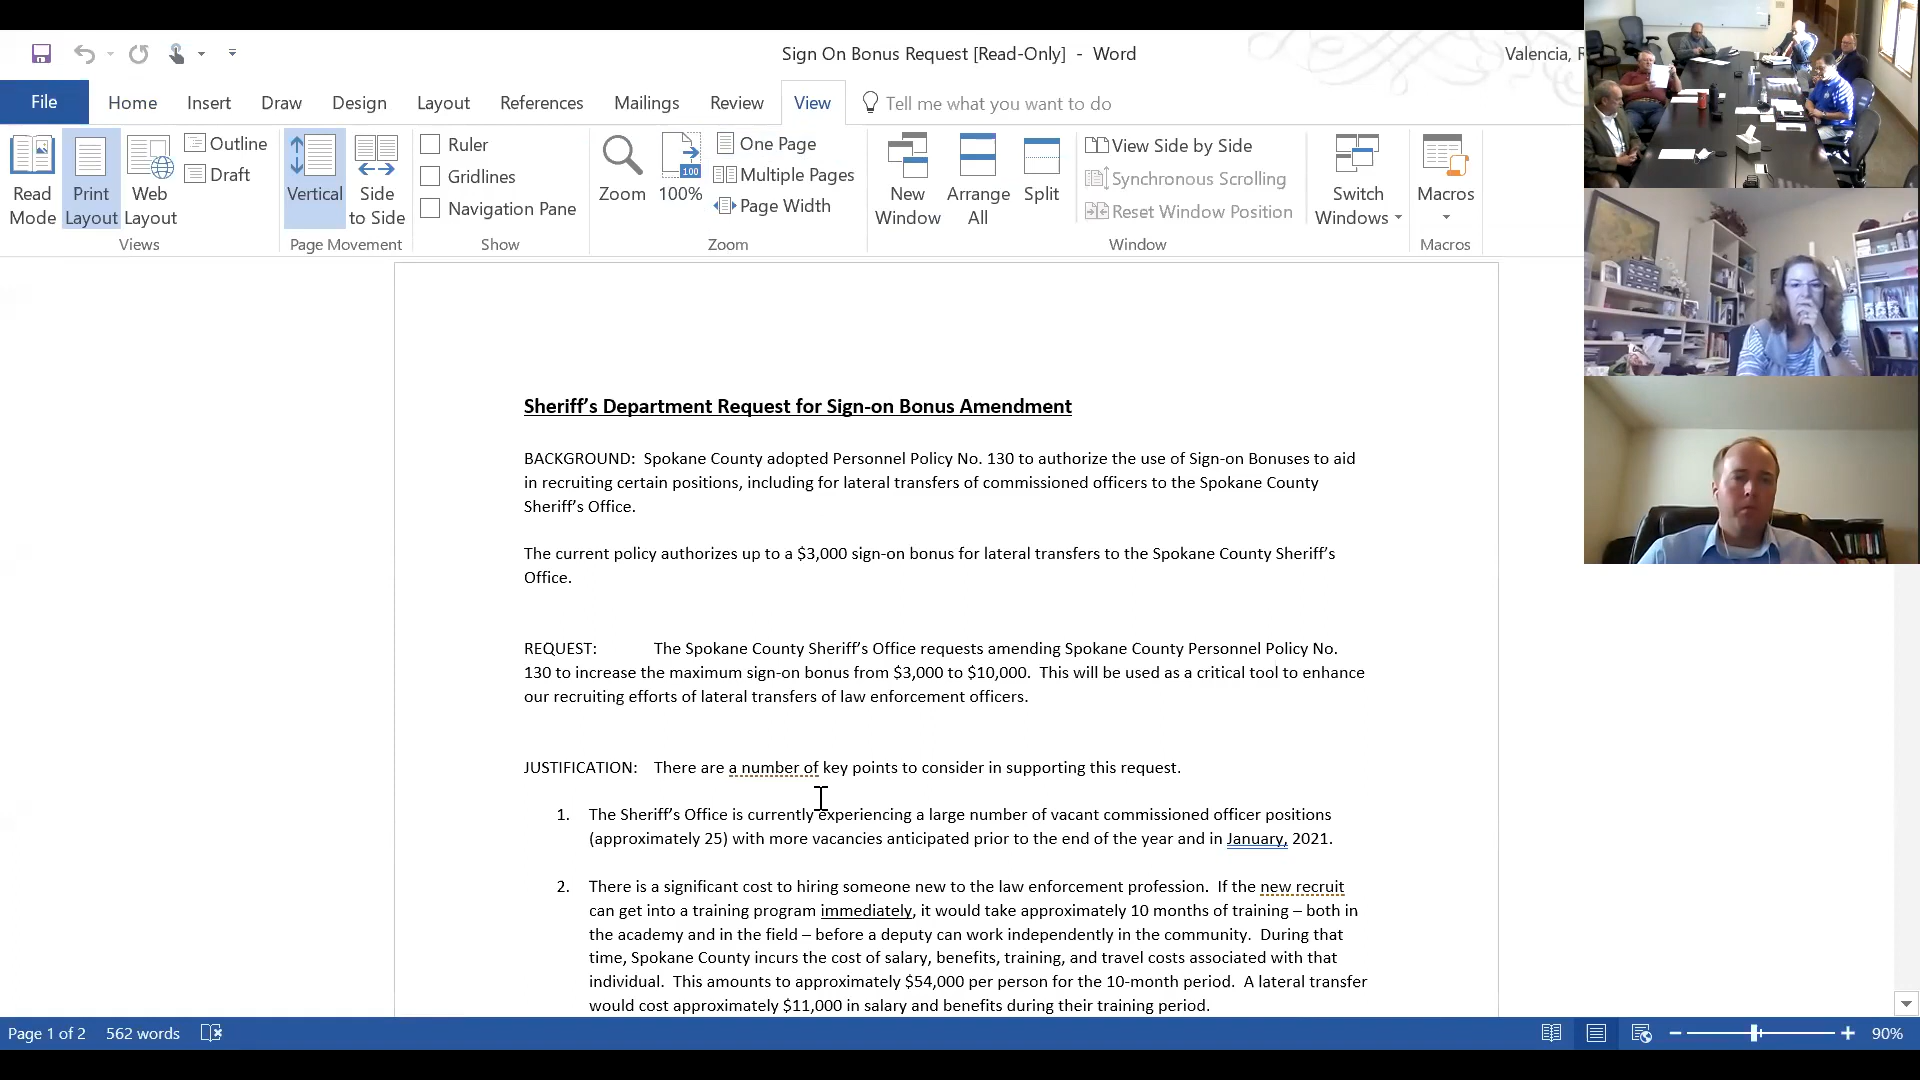 Sign On Bonus Request [Read-Only] - Word
Valencia, R
File Home Insert Draw Design Layout References Mailings Review View Tell me what you want to do
Read Mode
Print Layout
Web Layout
Outline
Draft
Views
Vertical
Side to Side
Page Movement
Ruler
Gridlines
Navigation Pane
Show
Zoom
100
100%
One Page
Multiple Pages
Page Width
Zoom
New Window
Arrange All
Split
View Side by Side
Synchronous Scrolling
Reset Window Position
Window
Switch Windows
Macros
Macros
Sheriff’s Department Request for Sign-on Bonus Amendment
BACKGROUND: Spokane County adopted Personnel Policy No. 130 to authorize the use of Sign-on Bonuses to aid
in recruiting certain positions, including for lateral transfers of commissioned officers to the Spokane County
Sheriff’s Office.
The current policy authorizes up to a $3,000 sign-on bonus for lateral transfers to the Spokane County Sheriff’s
Office.
REQUEST: The Spokane County Sheriff’s Office requests amending Spokane County Personnel Policy No.
130 to increase the maximum sign-on bonus from $3,000 to $10,000. This will be used as a critical tool to enhance
our recruiting efforts of lateral transfers of law enforcement officers.
JUSTIFICATION: There are a number of key points to consider in supporting this request.
1. The Sheriff’s Office is currently experiencing a large number of vacant commissioned officer positions
(approximately 25) with more vacancies anticipated prior to the end of the year and in January, 2021.
2. There is a significant cost to hiring someone new to the law enforcement profession. If the new recruit
can get into a training program immediately, it would take approximately 10 months of training – both in
the academy and in the field – before a deputy can work independently in the community. During that
time, Spokane County incurs the cost of salary, benefits, training, and travel costs associated with that
individual. This amounts to approximately $54,000 per person for the 10-month period. A lateral transfer
would cost approximately $11,000 in salary and benefits during their training period.
Page 1 of 2 562 words
90%